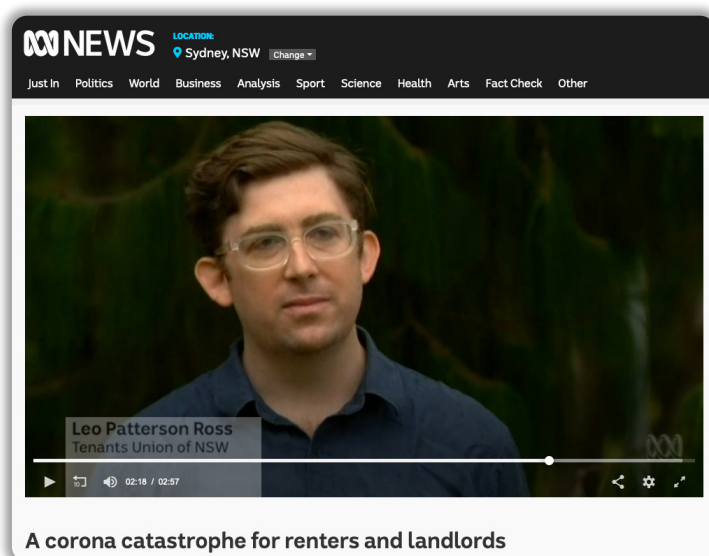 NEWS
LOCATION:
Sydney, NSW Change
Just In Politics World Business Analysis Sport Science Health Arts Fact Check Other
Leo Patterson Ross
Tenants Union of NSW
10 02:18 / 02:57
A corona catastrophe for renters and landlords